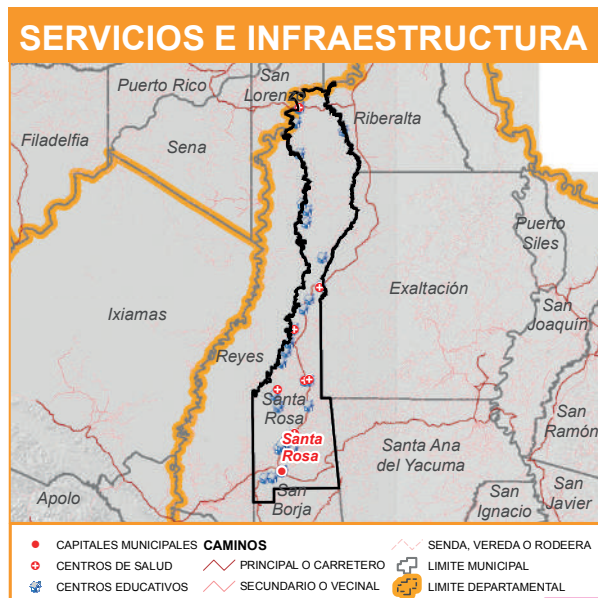 SERVICIOS E INFRAESTRUCTURA
San
Lorenzo
Puerto Rico
Riberalta
Filadelfia
Sena
Puerto
Siles
Exaltación
Ixiamas
San
Joaquín
Reyes
Santa
Rosa
San
Ramón
Santa
Rosa
Santa Ana
del Yacuma
Apolo
San
Borja
San
Ignacio
San
Javier
CAPITALES MUNICIPALES
CENTROS DE SALUD
CENTROS EDUCATIVOS
CAMINOS
PRINCIPAL O CARRETERO
SECUNDARIO O VECINAL
SENDA, VEREDA O RODEERA
LIMITE MUNICIPAL
LIMITE DEPARTAMENTAL